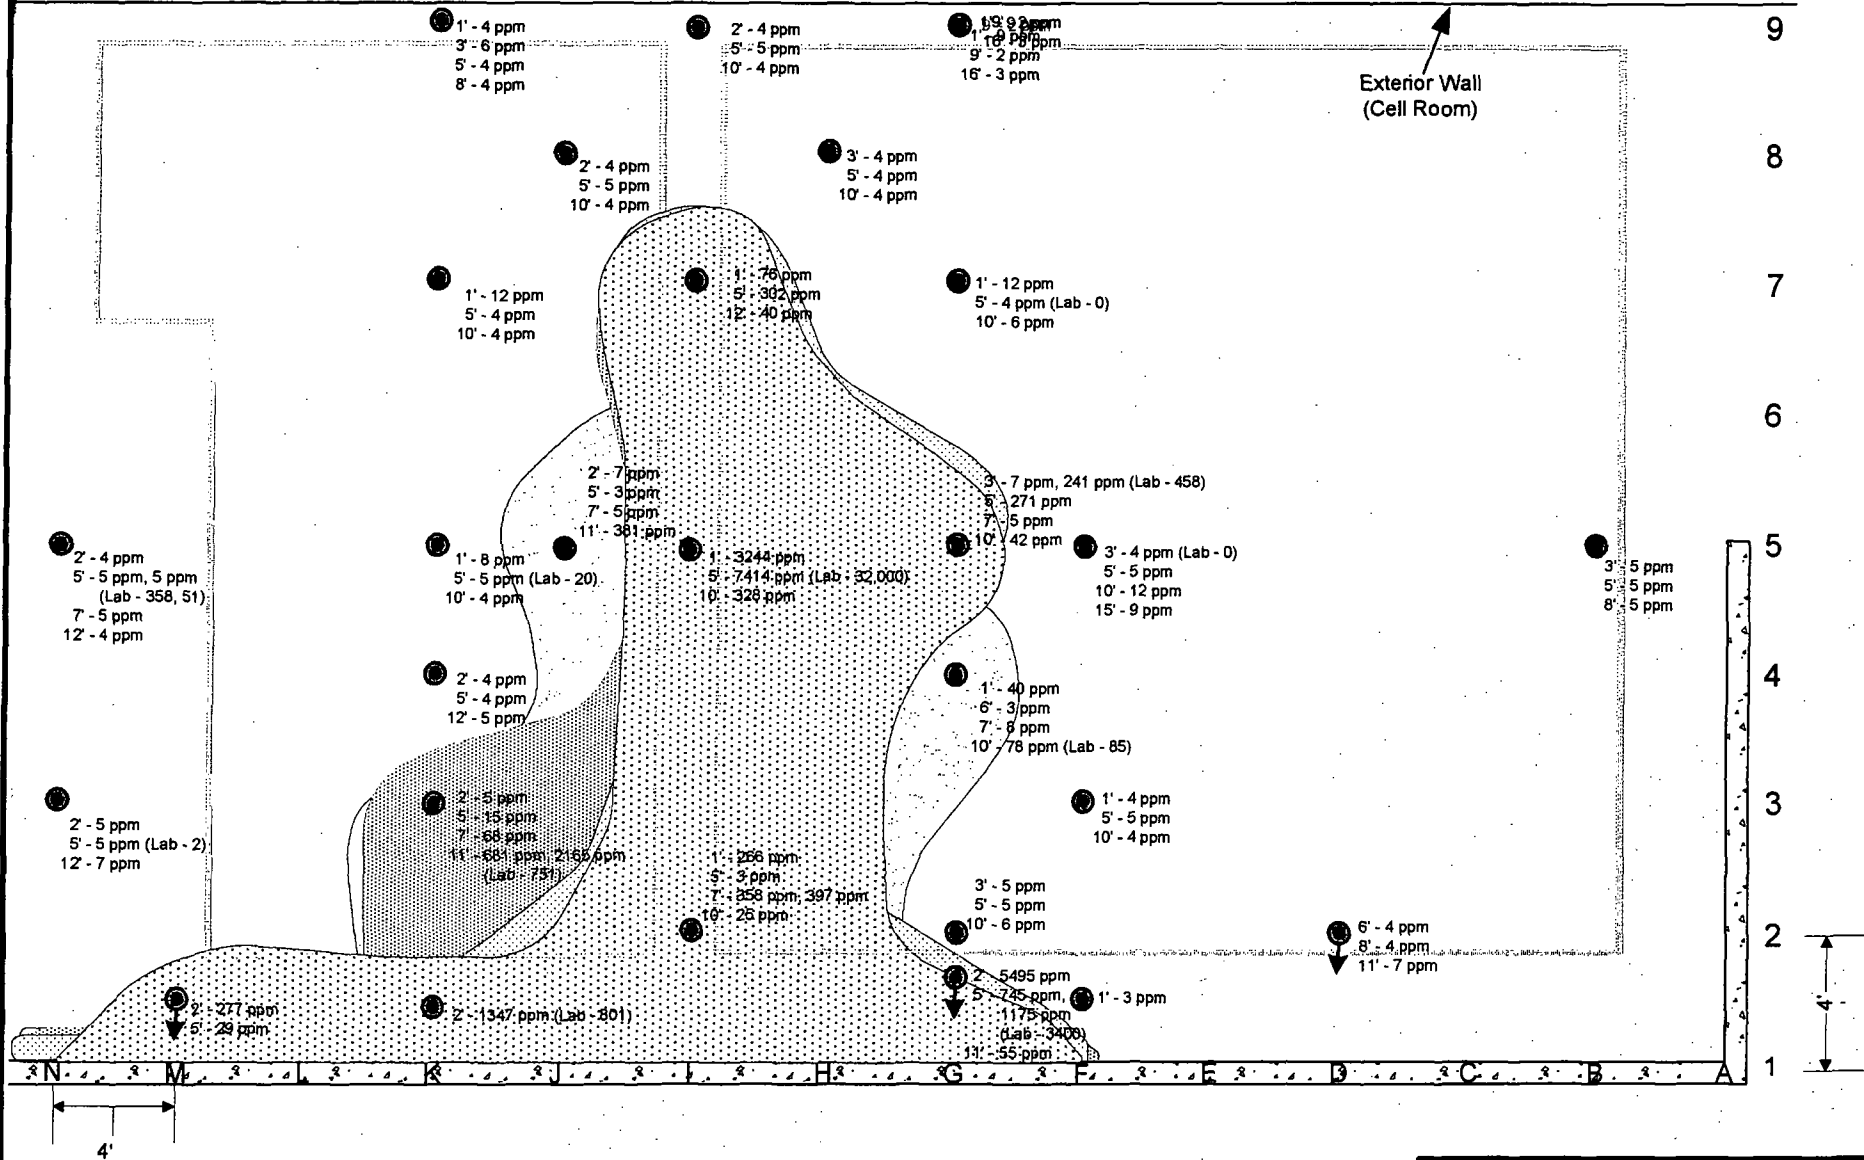 1' - 4 ppm
3' - 6 ppm
5' - 4 ppm
8' - 4 ppm
2' - 4 ppm
5' - 5 ppm
10' - 4 ppm
9' - 2 ppm
16' - 3 ppm
9
Exterior Wall
(Cell Room)
2' - 4 ppm
5' - 5 ppm
10' - 4 ppm
3' - 4 ppm
5' - 4 ppm
10' - 4 ppm
8
1' - 12 ppm
5' - 4 ppm
10' - 4 ppm
1' - 76 ppm
5' - 302 ppm
12' - 40 ppm
1' - 12 ppm
5' - 4 ppm (Lab - 0)
10' - 6 ppm
7
6
2' - 7 ppm
5' - 3 ppm
7' - 5 ppm
11' - 381 ppm
3' - 7 ppm, 241 ppm (Lab - 458)
5' - 271 ppm
7' - 5 ppm
10' - 42 ppm
2' - 4 ppm
5' - 5 ppm, 5 ppm
(Lab - 358, 51)
7' - 5 ppm
12' - 4 ppm
1' - 8 ppm
5' - 5 ppm (Lab - 20)
10' - 4 ppm
1' - 3244 ppm
5' - 7414 ppm (Lab - 32,000)
10' - 328 ppm
3' - 4 ppm (Lab - 0)
5' - 5 ppm
10' - 12 ppm
15' - 9 ppm
3' - 5 ppm
5' - 5 ppm
8' - 5 ppm
5
2' - 4 ppm
5' - 4 ppm
12' - 5 ppm
1' - 40 ppm
6' - 3 ppm
7' - 8 ppm
10' - 78 ppm (Lab - 85)
4
2' - 5 ppm
5' - 5 ppm (Lab - 2)
12' - 7 ppm
2' - 5 ppm
5' - 15 ppm
7' - 68 ppm
11' - 681 ppm, 2165 ppm
(Lab - 751)
1' - 4 ppm
5' - 5 ppm
10' - 4 ppm
3
1' - 266 ppm
5' - 3 ppm
7' - 358 ppm, 397 ppm
10' - 26 ppm
3' - 5 ppm
5' - 5 ppm
10' - 6 ppm
6' - 4 ppm
8' - 4 ppm
11' - 7 ppm
2
2' - 277 ppm
5' - 29 ppm
2' - 1347 ppm (Lab - 801)
2' - 5495 ppm
5' - 745 ppm,
1175 ppm
(Lab - 3400)
11' - 55 ppm
1' - 3 ppm
4'
N M L K J I H G F E D C B A 1
4'